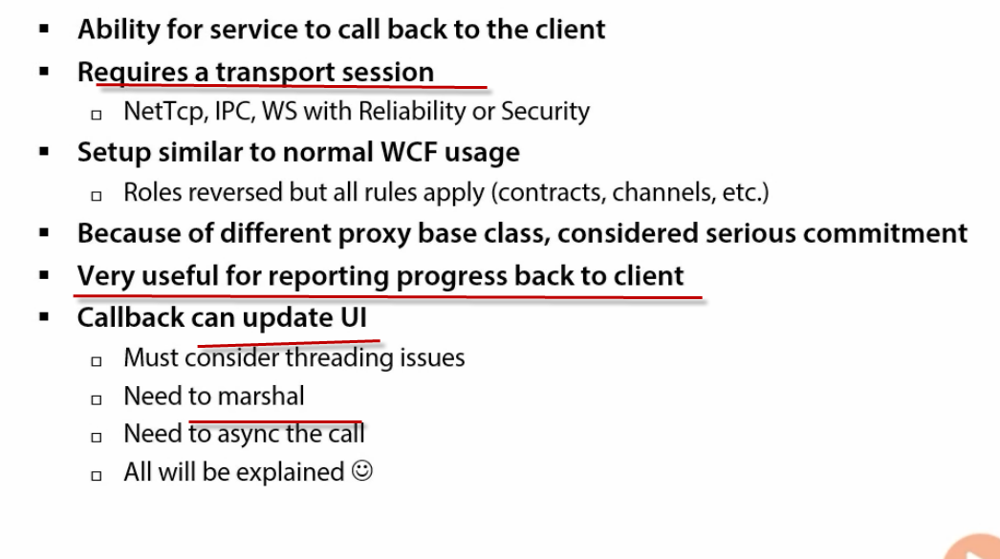 ▪ Ability for service to call back to the client
▪ Requires a transport session
□ NetTcp, IPC, WS with Reliability or Security
▪ Setup similar to normal WCF usage
□ Roles reversed but all rules apply (contracts, channels, etc.)
▪ Because of different proxy base class, considered serious commitment
▪ Very useful for reporting progress back to client
▪ Callback can update UI
□ Must consider threading issues
□ Need to marshal
□ Need to async the call
□ All will be explained ☺